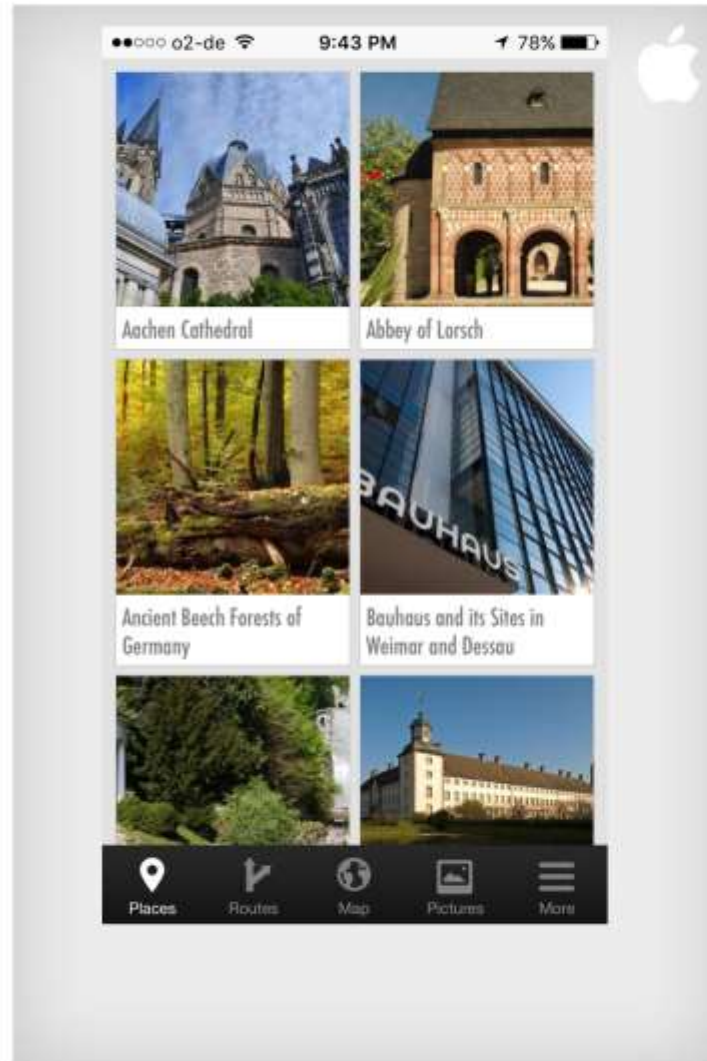 o2-de 9:43 PM 78%
Aachen Cathedral Abbey of Lorsch
BAUHAUS
Ancient Beech Forests of
Germany
Bauhaus and its Sites in
Weimar and Dessau
Places Routes Map Pictures More